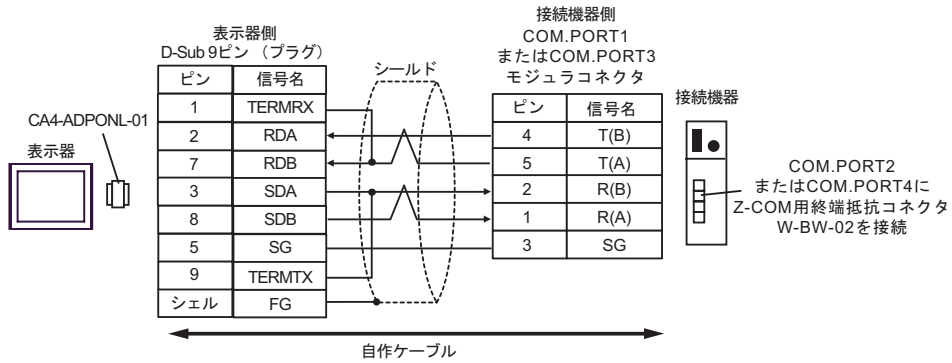 表示器側
D-Sub 9ピン （プラグ）
シールド
接続機器側
COM.PORT1
またはCOM.PORT3
モジュラコネクタ
接続機器
CA4-ADPONL-01
表示器
ピン 信号名
1 TERMRX
2 RDA
7 RDB
3 SDA
8 SDB
5 SG
9 TERMTX
シェル FG
ピン 信号名
4 T(B)
5 T(A)
2 R(B)
1 R(A)
3 SG
COM.PORT2
またはCOM.PORT4に
Z-COM用終端抵抗コネクタ
W-BW-02を接続
自作ケーブル